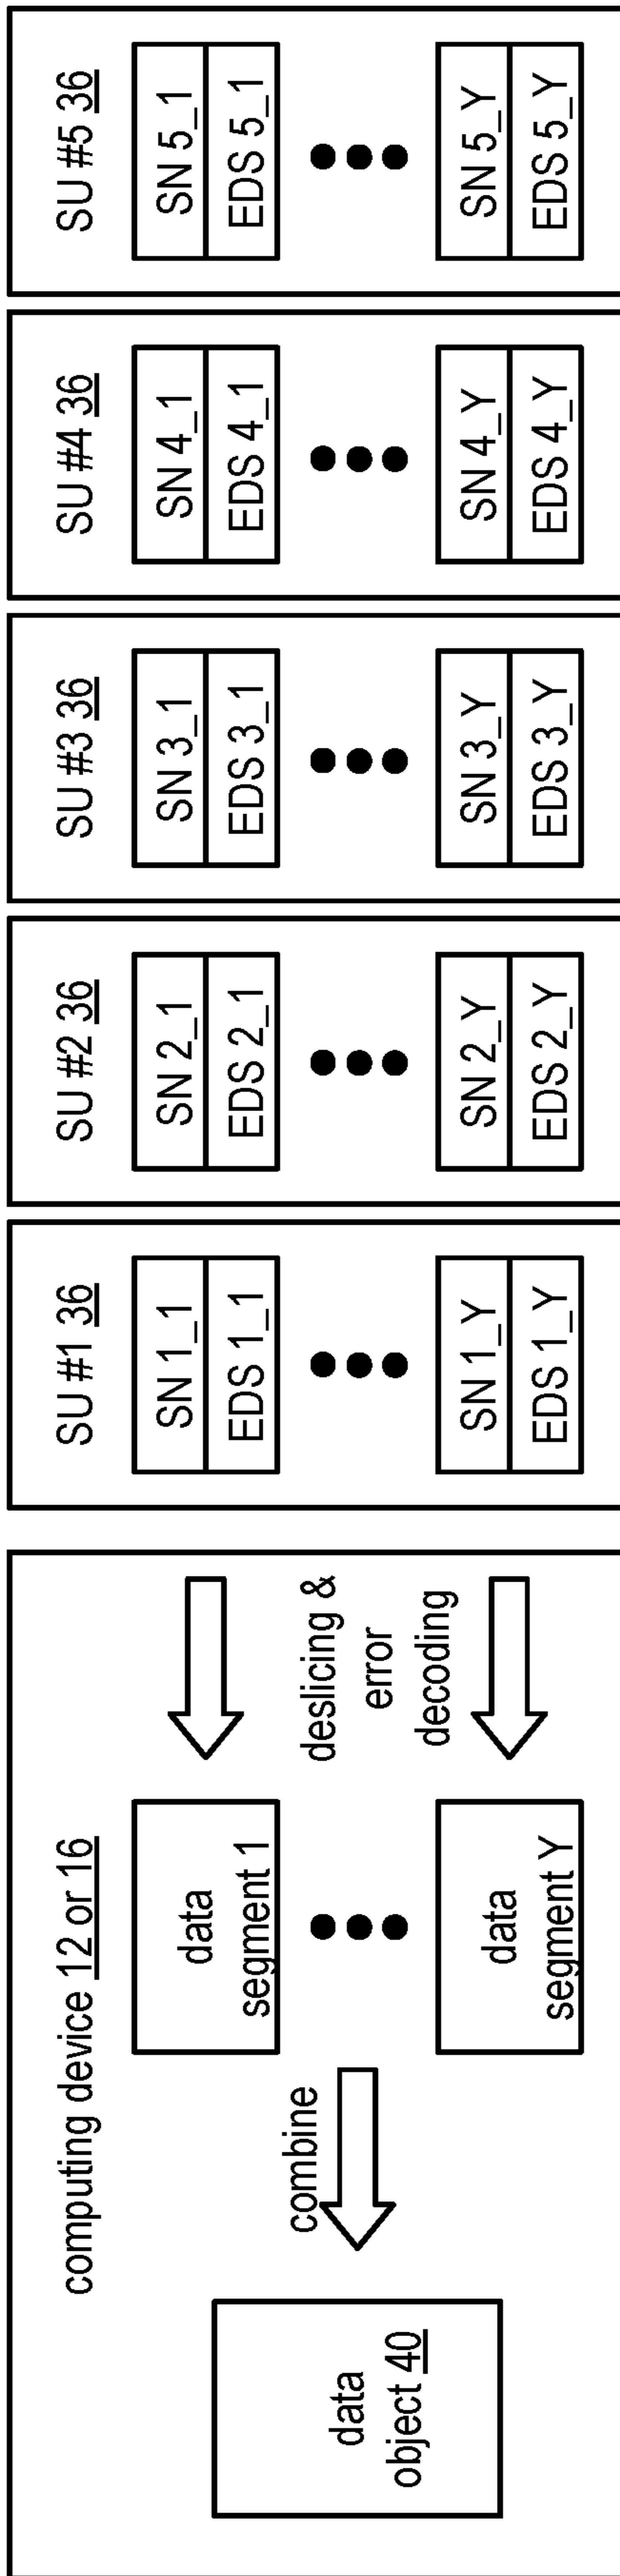 computing device 12 or 16
data
object 40
combine
data
segment 1
data
segment Y
deslicing &
error
decoding
SU #1 36
SN 1_1
EDS 1_1
SN 1_Y
EDS 1_Y
SU #2 36
SN 2_1
EDS 2_1
SN 2_Y
EDS 2_Y
SU #3 36
SN 3_1
EDS 3_1
SN 3_Y
EDS 3_Y
SU #4 36
SN 4_1
EDS 4_1
SN 4_Y
EDS 4_Y
SU #5 36
SN 5_1
EDS 5_1
SN 5_Y
EDS 5_Y